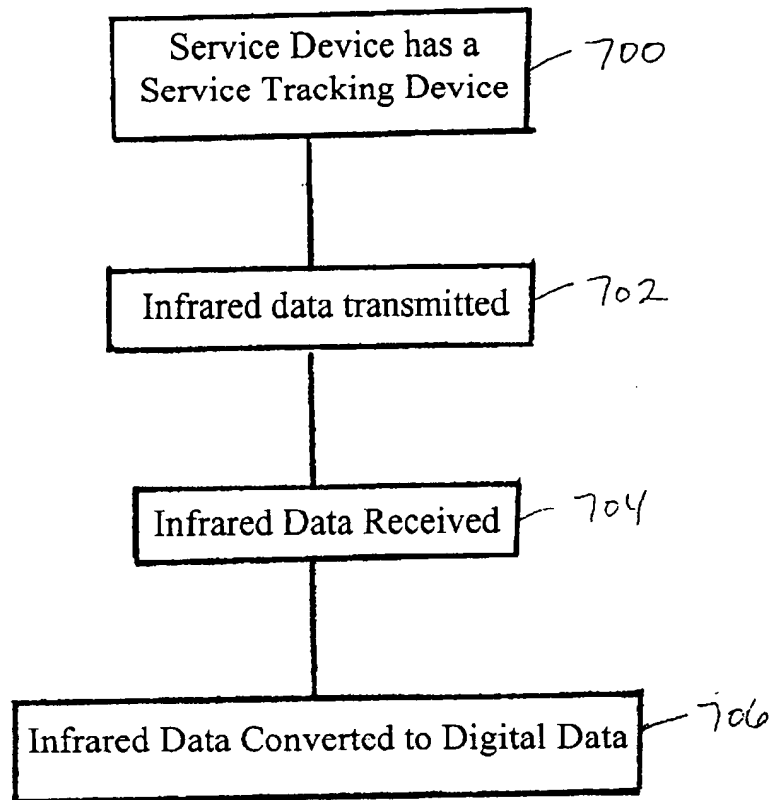 Service Device has a
Service Tracking Device
700
Infrared data transmitted
702
Infrared Data Received
704
Infrared Data Converted to Digital Data
706